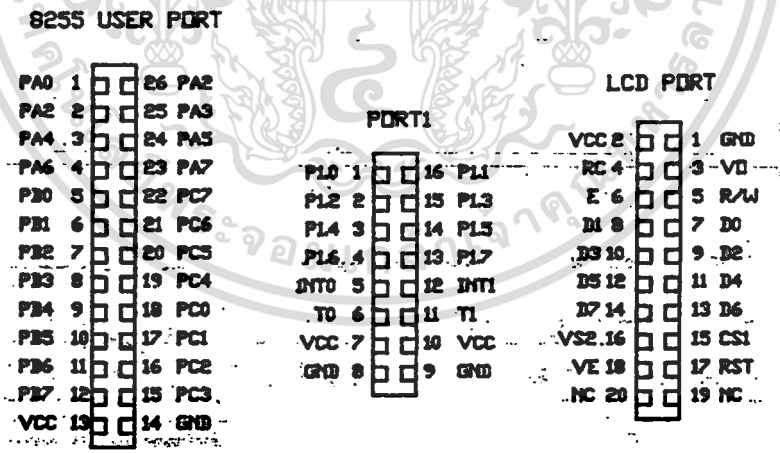 8255 USER PORT
PA0 1 26 PA2
PA2 2 25 PA3
PA4 3 24 PA5
PA6 4 23 PA7
PB0 5 22 PC7
PB1 6 21 PC6
PB2 7 20 PC5
PB3 8 19 PC4
PB4 9 18 PC0
PB5 10 17 PC1
PB6 11 16 PC2
PB7 12 15 PC3
VCC 13 14 GND
PORT1
P1.0 1 16 P1.1
P1.2 2 15 P1.3
P1.4 3 14 P1.5
P1.6 4 13 P1.7
INT0 5 12 INT1
T0 6 11 T1
VCC 7 10 VCC
GND 8 9 GND
LCD PORT
VCC 2 1 GND
RC 4 3 VO
E 6 5 R/W
D1 8 7 D0
D3 10 9 D2
D5 12 11 D4
D7 14 13 D6
VS2 16 15 CS1
VE 18 17 RST
NC 20 19 NC